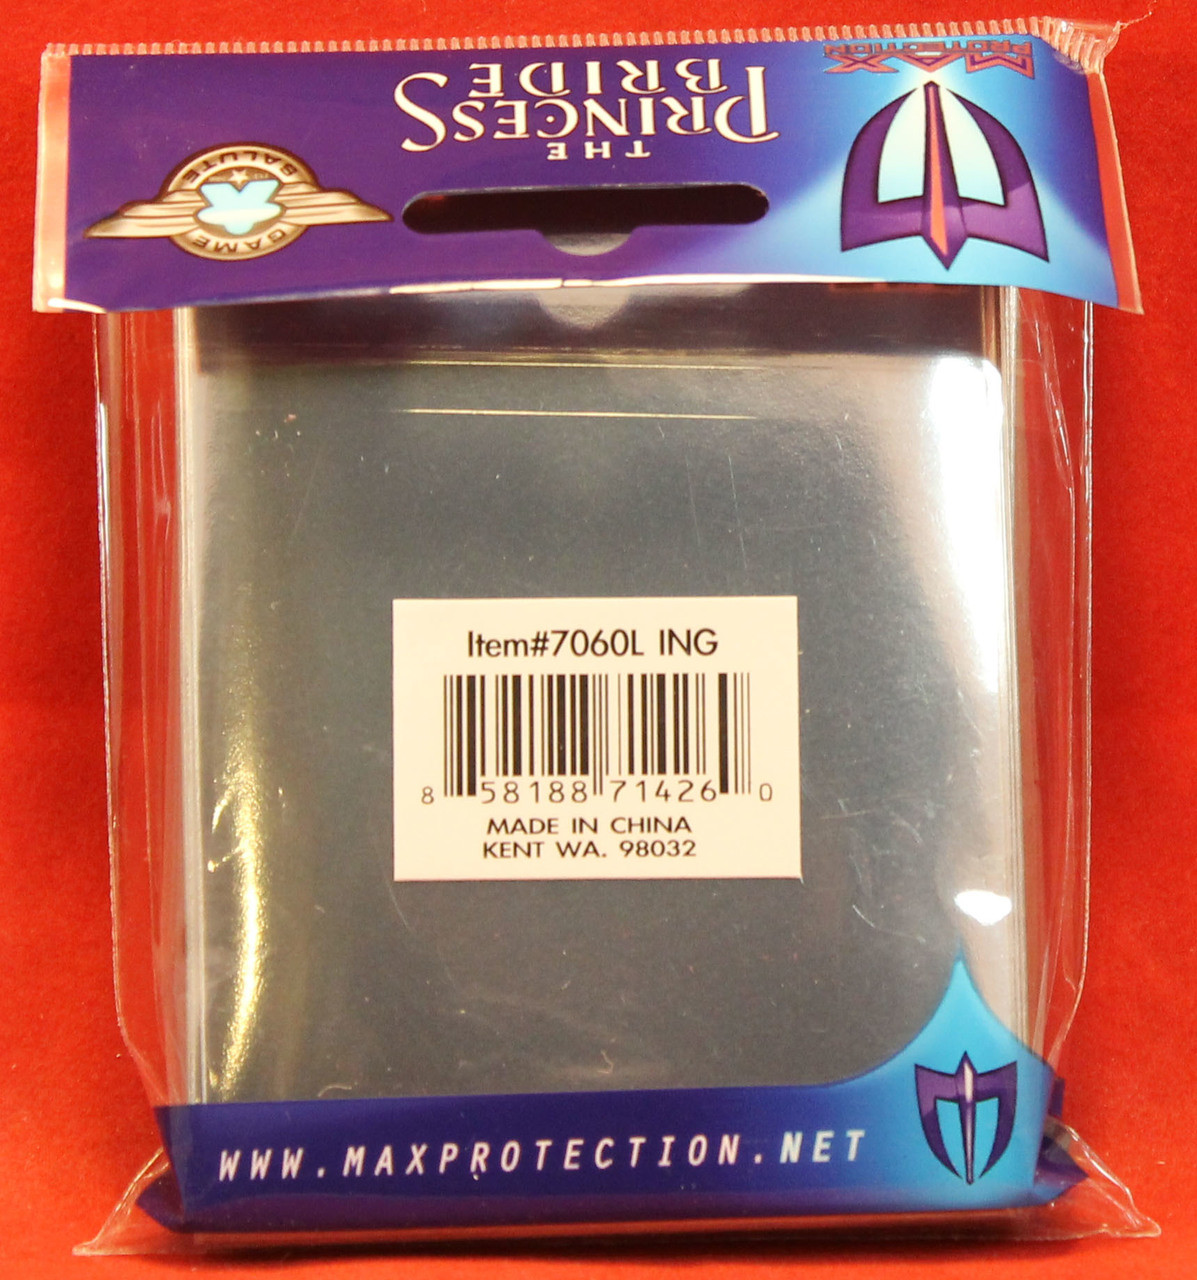 THE
PRINCESS
BRIDE
MAX
PROTECTION
GAME
SALUTE
Item#7060L ING
8 58188 71426 0
MADE IN CHINA
KENT WA. 98032
WWW.MAXPROTECTION.NET